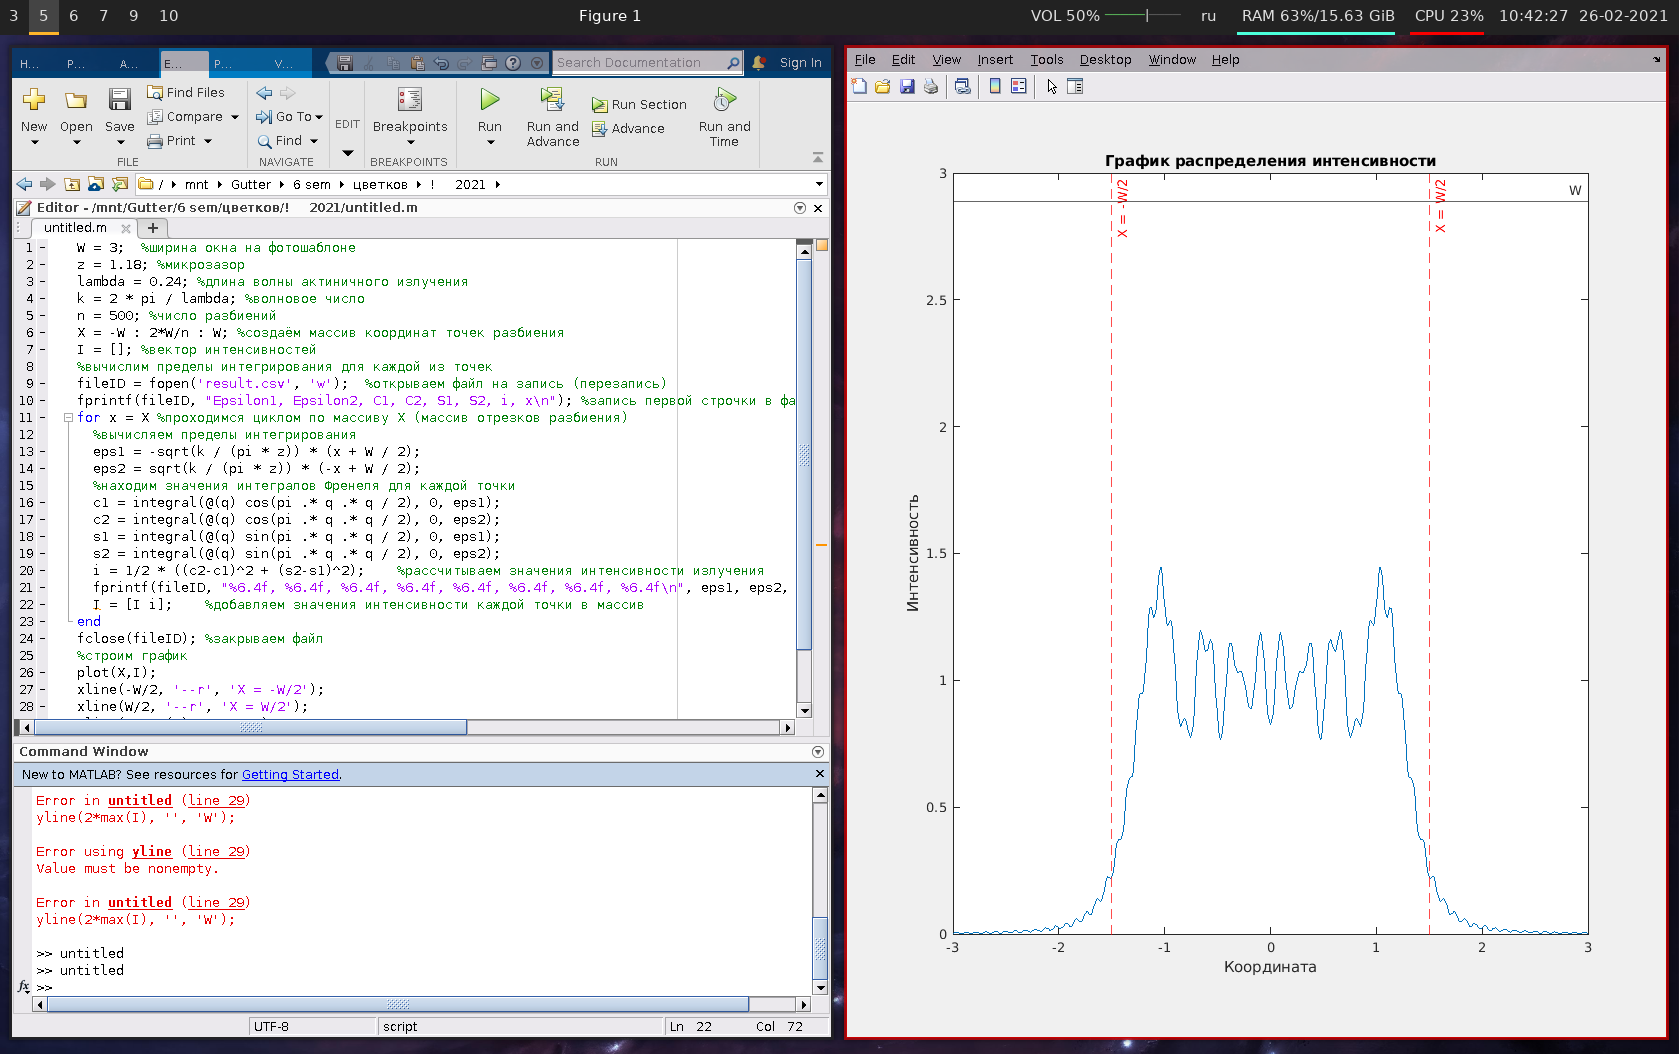 3 5 6 7 9 10 Figure 1 VOL 50% ru RAM 63%/15.63 GiB CPU 23% 10:42:27 26-02-2021
H... P... A... E... P... V... Search Documentation Sign In
New Open Save Find Files Compare Print FILE
Go To Find NAVIGATE
EDIT
Breakpoints BREAKPOINTS
Run Run and Advance Run Section Advance Run and Time RUN
/ mnt Gutter 6 sem цветков ! 2021
Editor - /mnt/Gutter/6 sem/цветков/! 2021/untitled.m
untitled.m
1 - W = 3; %ширина окна на фотошаблоне
2 - z = 1.18; %микрозазор
3 - lambda = 0.24; %длина волны актиничного излучения
4 - k = 2 * pi / lambda; %волновое число
5 - n = 500; %число разбиений
6 - X = -W : 2*W/n : W; %создаём массив координат точек разбиения
7 - I = []; %вектор интенсивностей
8 %вычислим пределы интегрирования для каждой из точек
9 - fileID = fopen('result.csv', 'w'); %открываем файл на запись (перезапись)
10 - fprintf(fileID, "Epsilon1, Epsilon2, C1, C2, S1, S2, i, x\n"); %запись первой строчки в фа
11 - for x = X %проходимся циклом по массиву X (массив отрезков разбиения)
12 %вычисляем пределы интегрирования
13 - eps1 = -sqrt(k / (pi * z)) * (x + W / 2);
14 - eps2 = sqrt(k / (pi * z)) * (-x + W / 2);
15 %находим значения интегралов Френеля для каждой точки
16 - c1 = integral(@(q) cos(pi .* q .* q / 2), 0, eps1);
17 - c2 = integral(@(q) cos(pi .* q .* q / 2), 0, eps2);
18 - s1 = integral(@(q) sin(pi .* q .* q / 2), 0, eps1);
19 - s2 = integral(@(q) sin(pi .* q .* q / 2), 0, eps2);
20 - i = 1/2 * ((c2-c1)^2 + (s2-s1)^2); %рассчитываем значения интенсивности излучения
21 - fprintf(fileID, "%6.4f, %6.4f, %6.4f, %6.4f, %6.4f, %6.4f, %6.4f, %6.4f\n", eps1, eps2,
22 - I = [I i]; %добавляем значения интенсивности каждой точки в массив
23 - end
24 - fclose(fileID); %закрываем файл
25 %строим график
26 - plot(X,I);
27 - xline(-W/2, '--r', 'X = -W/2');
28 - xline(W/2, '--r', 'X = W/2');
Command Window
New to MATLAB? See resources for Getting Started.
Error in untitled (line 29)
yline(2*max(I), '', 'W');
Error using yline (line 29)
Value must be nonempty.
Error in untitled (line 29)
yline(2*max(I), '', 'W');
>> untitled
>> untitled
fx >>
UTF-8 script Ln 22 Col 72
File Edit View Insert Tools Desktop Window Help
График распределения интенсивности
X = -W/2
X = W/2
W
3
2.5
2
1.5
1
0.5
0
-3 -2 -1 0 1 2 3
Интенсивность
Координата